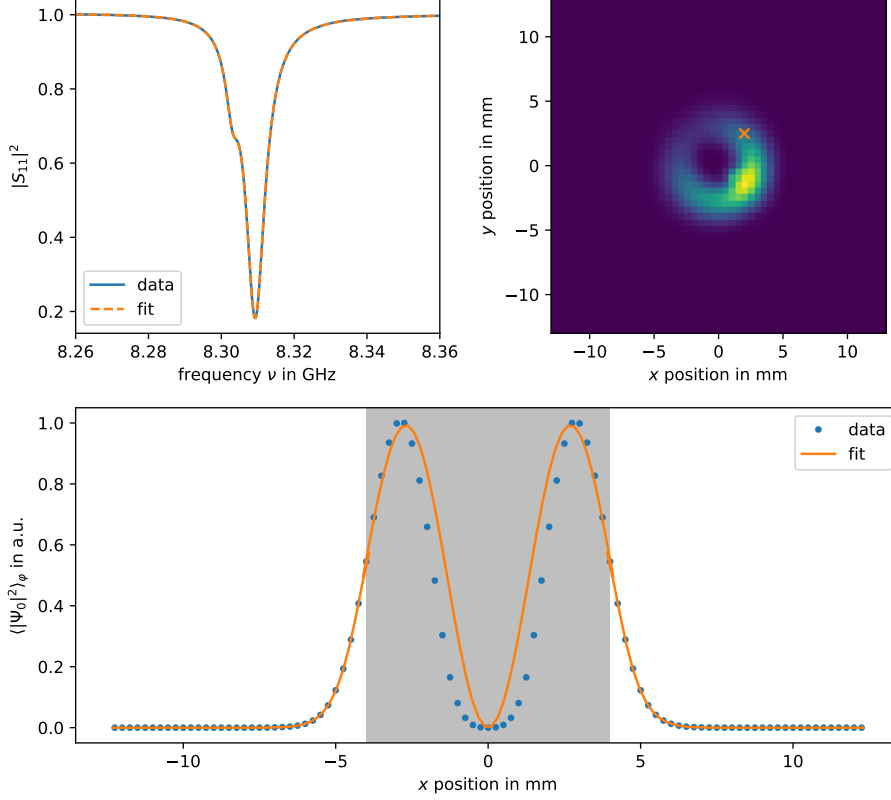 1.0
0.8
0.6
0.4
0.2
|S₁₁|²
data
fit
8.26 8.28 8.30 8.32 8.34 8.36
frequency ν in GHz
10
5
0
−5
−10
y position in mm
−10 −5 0 5 10
x position in mm
1.0
0.8
0.6
0.4
0.2
0.0
⟨|Ψ₀|²⟩φ in a.u.
data
fit
−10 −5 0 5 10
x position in mm